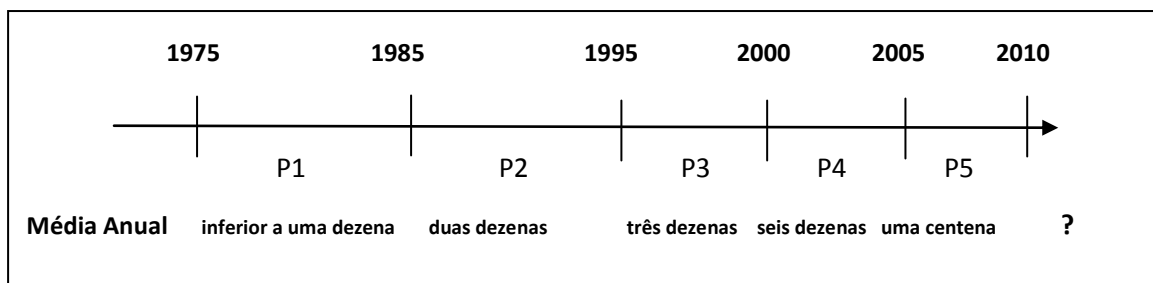 1975 1985 1995 2000 2005 2010
P1 P2 P3 P4 P5
Média Anual inferior a uma dezena duas dezenas três dezenas seis dezenas uma centena ?